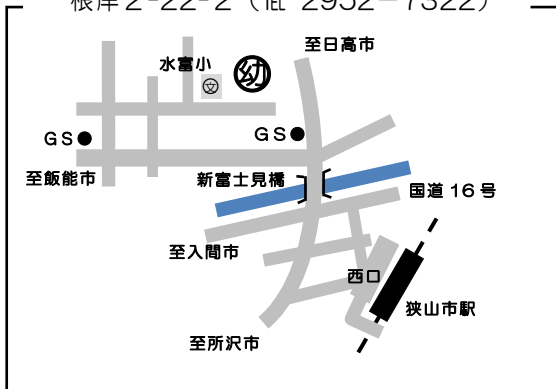 根岸2-22-2（℡ 2952－7322）
至日高市
水富小
文
幼
GS
GS
至飯能市
新富士見橋
国道16号
至入間市
西口
狭山市駅
至所沢市